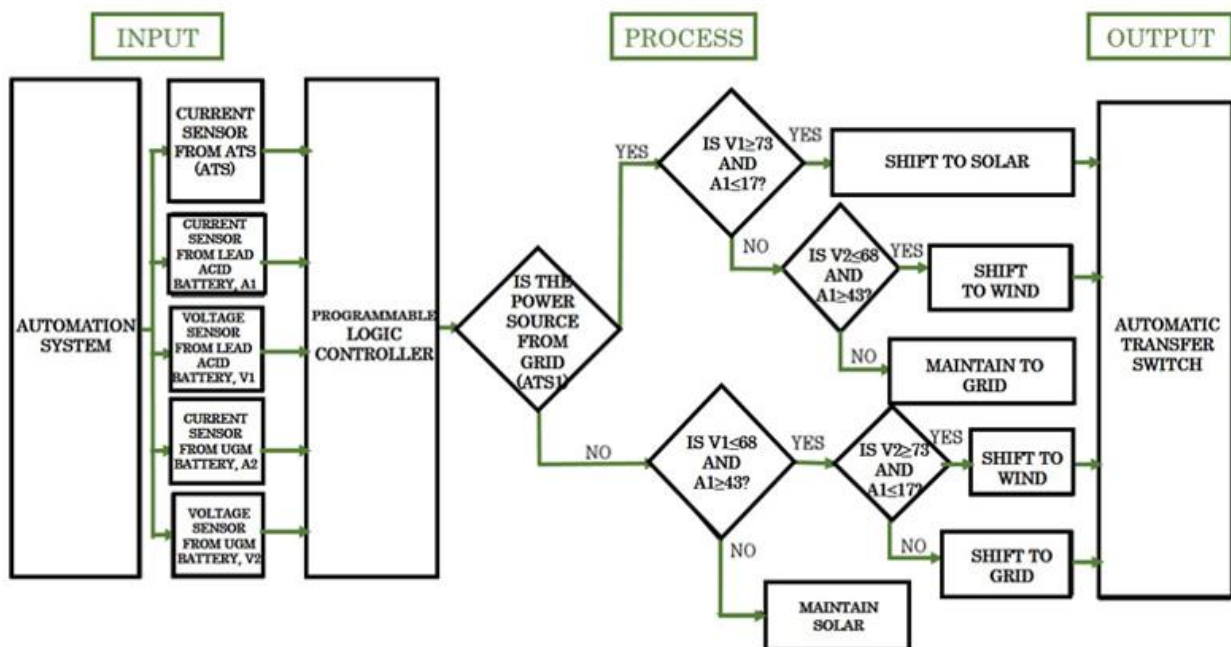 INPUT
PROCESS
OUTPUT
AUTOMATION
SYSTEM
CURRENT
SENSOR
FROM ATS
(ATS)
CURRENT
SENSOR
FROM LEAD
ACID
BATTERY, A1
VOLTAGE
SENSOR
FROM LEAD
ACID
BATTERY, V1
CURRENT
SENSOR
FROM UGM
BATTERY, A2
VOLTAGE
SENSOR
FROM UGM
BATTERY, V2
PROGRAMMABLE
LOGIC
CONTROLLER
IS THE
POWER
SOURCE
FROM
GRID
(ATS1)
YES
IS V1≥73
AND
A1≤17?
YES
SHIFT TO SOLAR
NO
IS V2≤68
AND
A1≥43?
YES
SHIFT
TO WIND
NO
MAINTAIN TO
GRID
NO
IS V1≤68
AND
A1≥43?
YES
IS V2≥73
AND
A1≤17?
YES
SHIFT TO
WIND
NO
SHIFT TO
GRID
NO
MAINTAIN
SOLAR
AUTOMATIC
TRANSFER
SWITCH